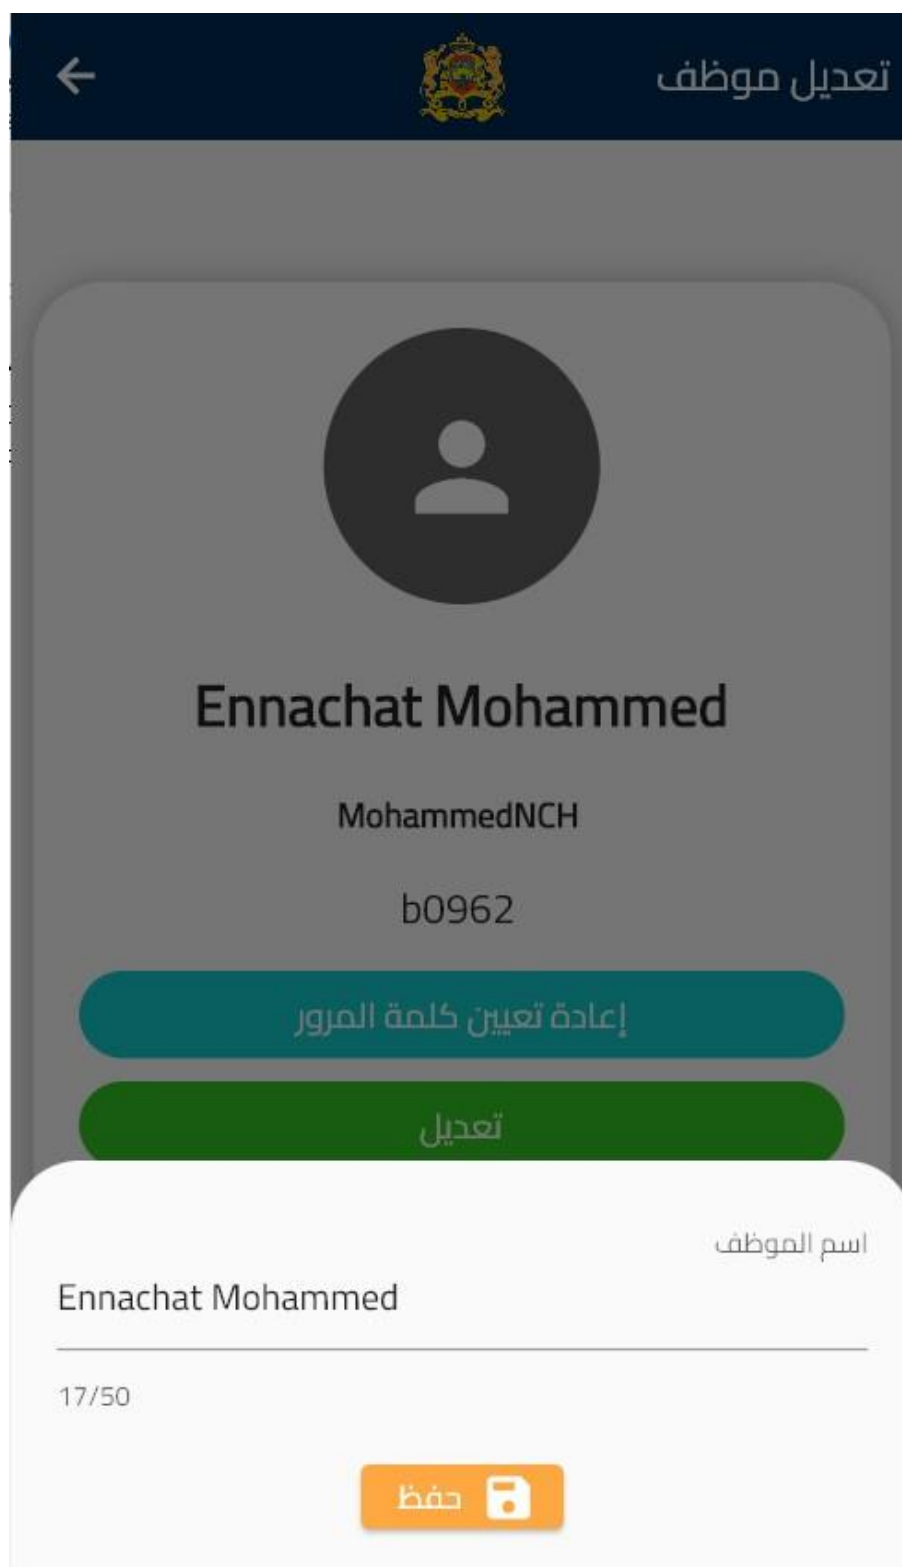 تعديل موظف
Ennachat Mohammed
MohammedNCH
b0962
إعادة تعيين كلمة المرور
تعديل
اسم الموظف
Ennachat Mohammed
17/50
حفظ